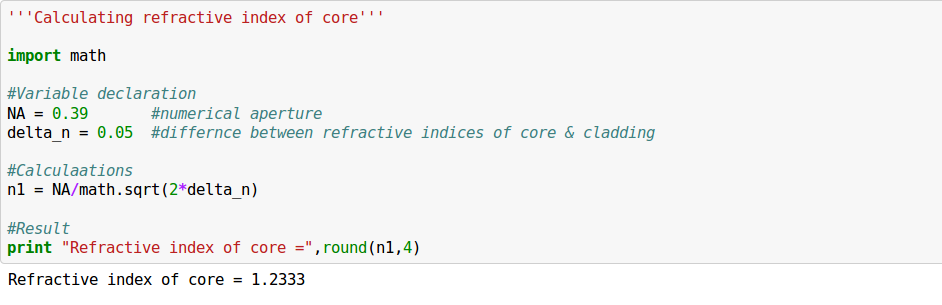 '''Calculating refractive index of core'''
import math
#Variable declaration
NA = 0.39       #numerical aperture
delta_n = 0.05  #differnce between refractive indices of core & cladding
#Calculaations
n1 = NA/math.sqrt(2*delta_n)
#Result
print "Refractive index of core =",round(n1,4)
Refractive index of core = 1.2333